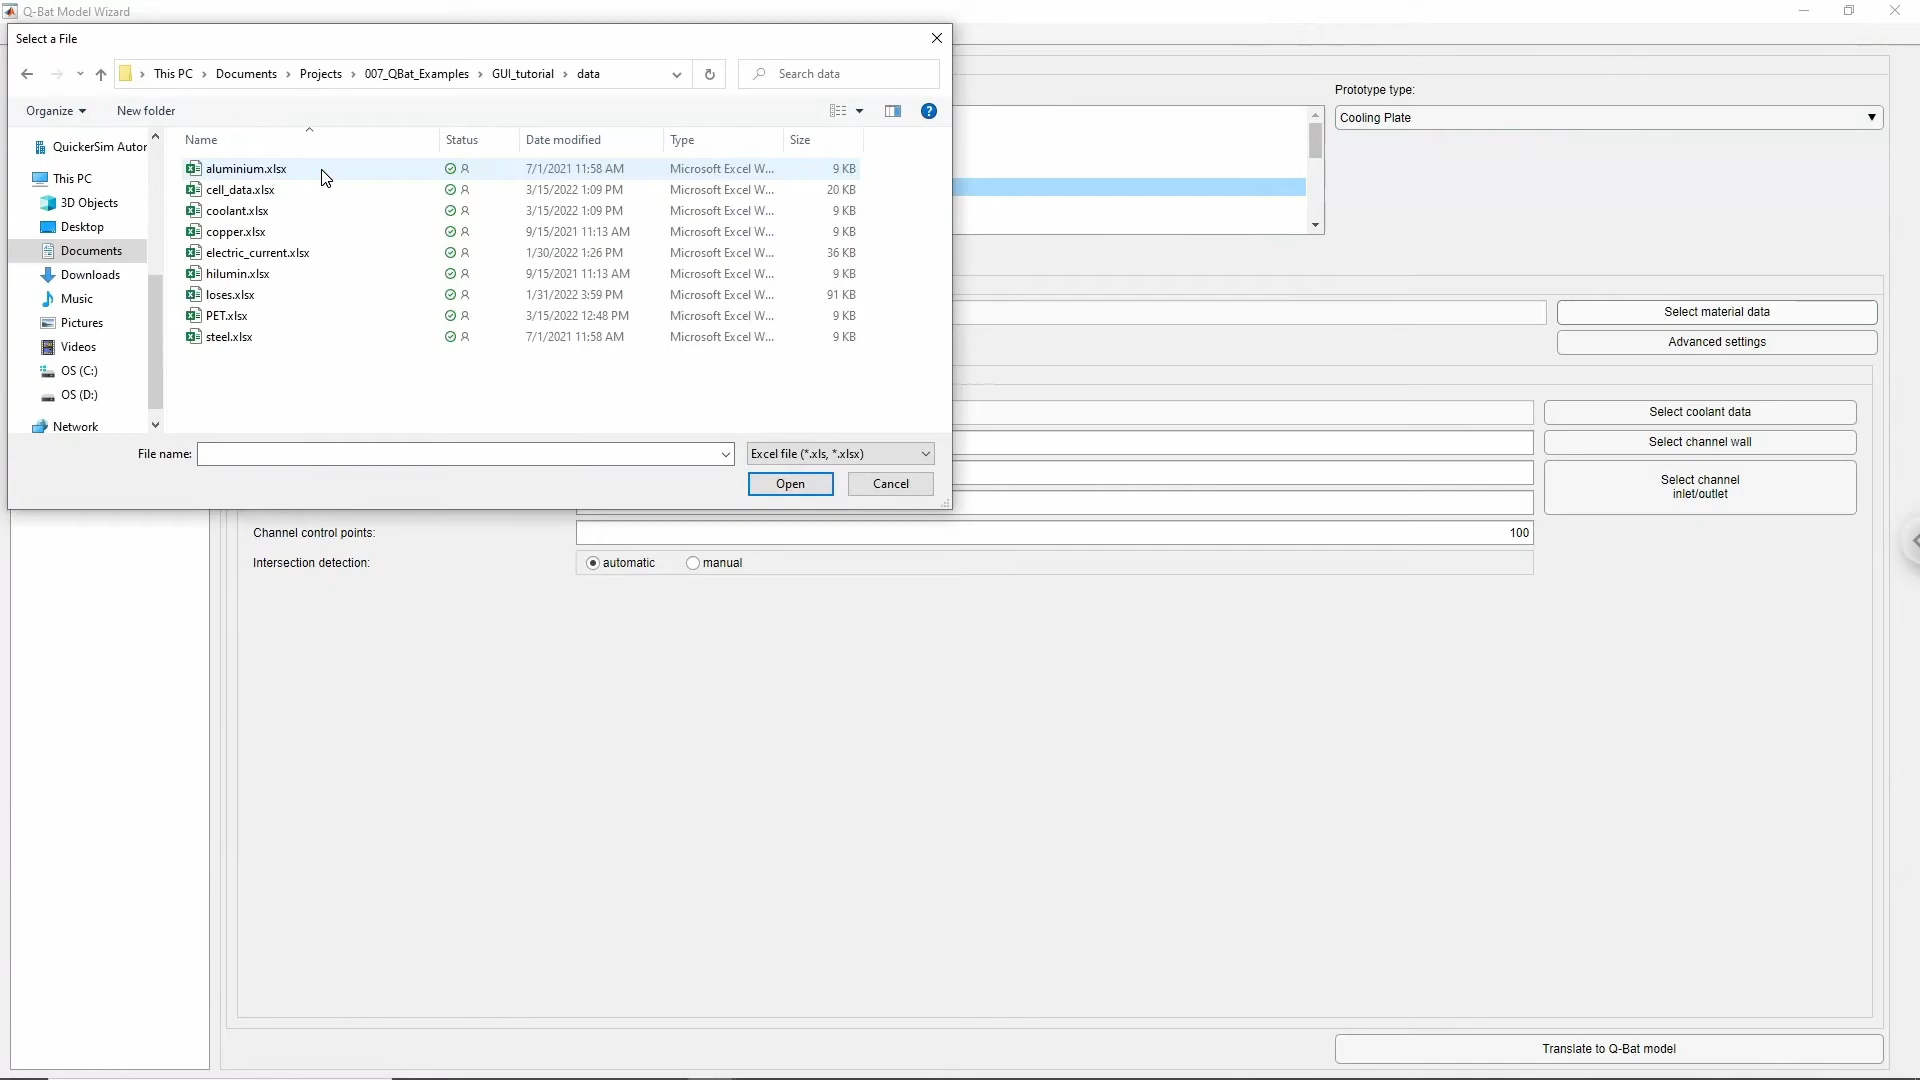 Q-Bat Model Wizard
Select a File
This PC > Documents > Projects > 007_QBat_Examples > GUI_tutorial > data
Search data
Organize
New folder
Name
Status
Date modified
Type
Size
QuickerSim Autor
This PC
3D Objects
Desktop
Documents
Downloads
Music
Pictures
Videos
OS (C:)
OS (D:)
Network
aluminium.xlsx 7/1/2021 11:58 AM Microsoft Excel W... 9 KB
cell_data.xlsx 3/15/2022 1:09 PM Microsoft Excel W... 20 KB
coolant.xlsx 3/15/2022 1:09 PM Microsoft Excel W... 9 KB
copper.xlsx 9/15/2021 11:13 AM Microsoft Excel W... 9 KB
electric_current.xlsx 1/30/2022 1:26 PM Microsoft Excel W... 36 KB
hilumin.xlsx 9/15/2021 11:13 AM Microsoft Excel W... 9 KB
loses.xlsx 1/31/2022 3:59 PM Microsoft Excel W... 91 KB
PET.xlsx 3/15/2022 12:48 PM Microsoft Excel W... 9 KB
steel.xlsx 7/1/2021 11:58 AM Microsoft Excel W... 9 KB
File name:
Excel file (*.xls, *.xlsx)
Open
Cancel
Prototype type:
Cooling Plate
Select material data
Advanced settings
Select coolant data
Select channel wall
Select channel
inlet/outlet
Channel control points:
100
Intersection detection:
automatic
manual
Translate to Q-Bat model